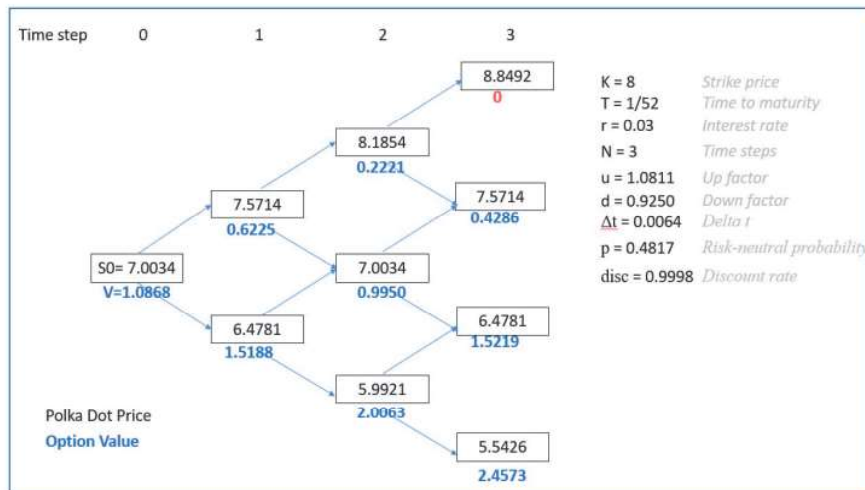 Time step 0 1 2 3
8.8492
0
8.1854
0.2221
7.5714
0.6225
7.5714
0.4286
S0= 7.0034
V=1.0868
7.0034
0.9950
6.4781
1.5188
6.4781
1.5219
5.9921
2.0063
5.5426
2.4573
Polka Dot Price
Option Value
K = 8 Strike price
T = 1/52 Time to maturity
r = 0.03 Interest rate
N = 3 Time steps
u = 1.0811 Up factor
d = 0.9250 Down factor
Δt = 0.0064 Delta t
p = 0.4817 Risk-neutral probability
disc = 0.9998 Discount rate